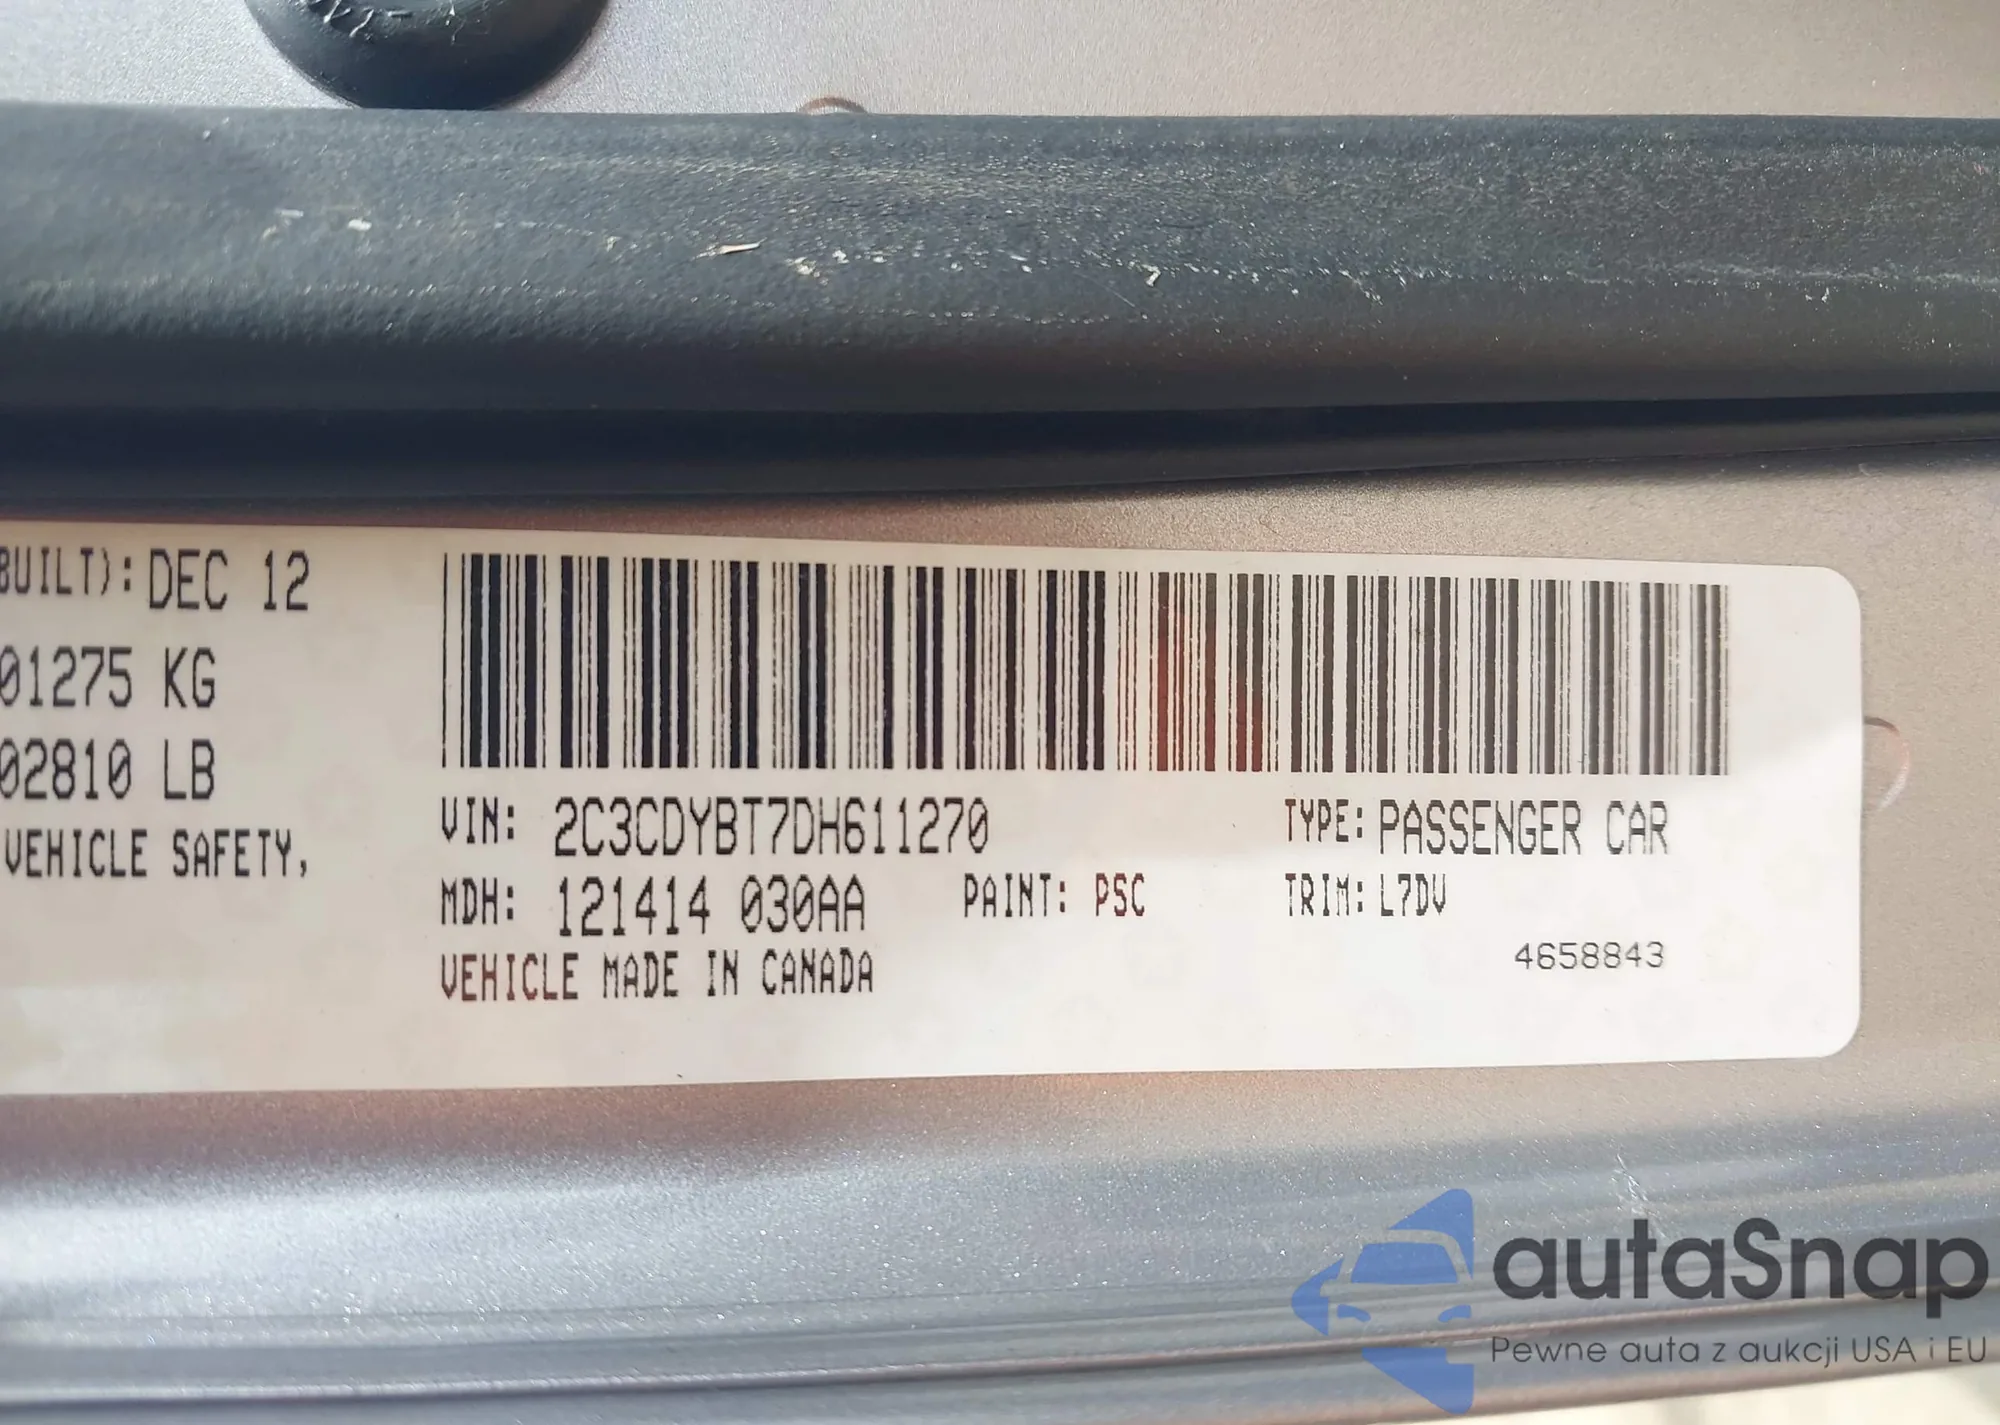 BUILT): DEC 12
01275 KG
02810 LB
VEHICLE SAFETY,
VIN: 2C3CDYBT7DH611270
TYPE: PASSENGER CAR
MDH: 121414 030AA
PAINT: PSC
TRIM: L7DV
VEHICLE MADE IN CANADA
4658843
autaSnap
Pewne auta z aukcji USA i EU